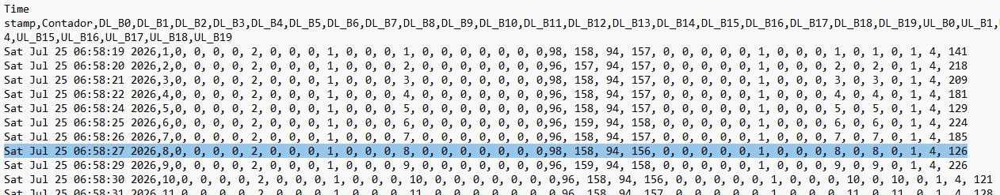 Time
stamp,Contador,DL_B0,DL_B1,DL_B2,DL_B3,DL_B4,DL_B5,DL_B6,DL_B7,DL_B8,DL_B9,DL_B10,DL_B11,DL_B12,DL_B13,DL_B14,DL_B15,DL_B16,DL_B17,DL_B18,DL_B19,UL_B0,UL_B1,U
4,UL_B15,UL_B16,UL_B17,UL_B18,UL_B19
Sat Jul 25 06:58:19 2026,1,0, 0, 0, 0, 2, 0, 0, 0, 1, 0, 0, 0, 1, 0, 0, 0, 0, 0, 0, 0,98, 158, 94, 157, 0, 0, 0, 0, 0, 1, 0, 0, 0, 1, 0, 1, 0, 1, 4, 141
Sat Jul 25 06:58:20 2026,2,0, 0, 0, 0, 2, 0, 0, 0, 1, 0, 0, 0, 2, 0, 0, 0, 0, 0, 0, 0,96, 157, 94, 157, 0, 0, 0, 0, 0, 1, 0, 0, 0, 2, 0, 2, 0, 1, 4, 218
Sat Jul 25 06:58:21 2026,3,0, 0, 0, 0, 2, 0, 0, 0, 1, 0, 0, 0, 3, 0, 0, 0, 0, 0, 0, 0,98, 158, 94, 157, 0, 0, 0, 0, 0, 1, 0, 0, 0, 3, 0, 3, 0, 1, 4, 209
Sat Jul 25 06:58:22 2026,4,0, 0, 0, 0, 2, 0, 0, 0, 1, 0, 0, 0, 4, 0, 0, 0, 0, 0, 0, 0,96, 158, 94, 157, 0, 0, 0, 0, 0, 1, 0, 0, 0, 4, 0, 4, 0, 1, 4, 181
Sat Jul 25 06:58:24 2026,5,0, 0, 0, 0, 2, 0, 0, 0, 1, 0, 0, 0, 5, 0, 0, 0, 0, 0, 0, 0,96, 158, 94, 157, 0, 0, 0, 0, 0, 1, 0, 0, 0, 5, 0, 5, 0, 1, 4, 129
Sat Jul 25 06:58:25 2026,6,0, 0, 0, 0, 2, 0, 0, 0, 1, 0, 0, 0, 6, 0, 0, 0, 0, 0, 0, 0,96, 159, 94, 158, 0, 0, 0, 0, 0, 1, 0, 0, 0, 6, 0, 6, 0, 1, 4, 224
Sat Jul 25 06:58:26 2026,7,0, 0, 0, 0, 2, 0, 0, 0, 1, 0, 0, 0, 7, 0, 0, 0, 0, 0, 0, 0,96, 158, 94, 157, 0, 0, 0, 0, 0, 1, 0, 0, 0, 7, 0, 7, 0, 1, 4, 185
Sat Jul 25 06:58:27 2026,8,0, 0, 0, 0, 2, 0, 0, 0, 1, 0, 0, 0, 8, 0, 0, 0, 0, 0, 0, 0,98, 158, 94, 156, 0, 0, 0, 0, 0, 1, 0, 0, 0, 8, 0, 8, 0, 1, 4, 126
Sat Jul 25 06:58:29 2026,9,0, 0, 0, 0, 2, 0, 0, 0, 1, 0, 0, 0, 9, 0, 0, 0, 0, 0, 0, 0,96, 159, 94, 158, 0, 0, 0, 0, 0, 1, 0, 0, 0, 9, 0, 9, 0, 1, 4, 226
Sat Jul 25 06:58:30 2026,10,0, 0, 0, 0, 2, 0, 0, 0, 1, 0, 0, 0, 10, 0, 0, 0, 0, 0, 0, 0,96, 158, 94, 156, 0, 0, 0, 0, 0, 1, 0, 0, 0, 10, 0, 10, 0, 1, 4, 121
Sat Jul 25 06:58:31 2026,11,0, 0, 0, 0, 2, 0, 0, 0, 1, 0, 0, 0, 11, 0, 0, 0, 0, 0, 0, 0,96, 158, 94, 157, 0, 0, 0, 0, 0, 1, 0, 0, 0, 11, 0, 11, 0, 1, 4, 128